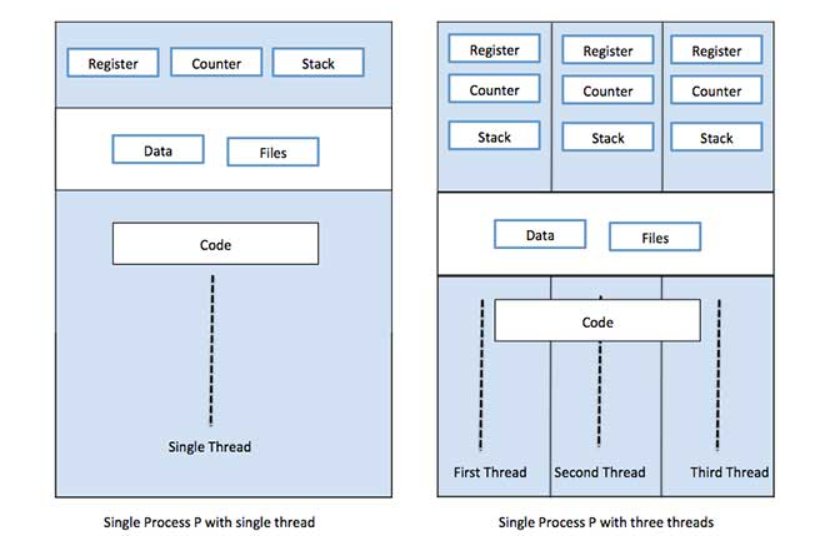 Register Counter Stack
Data Files
Code
Single Thread
Single Process P with single thread
Register Register Register
Counter Counter Counter
Stack Stack Stack
Data Files
Code
First Thread Second Thread Third Thread
Single Process P with three threads